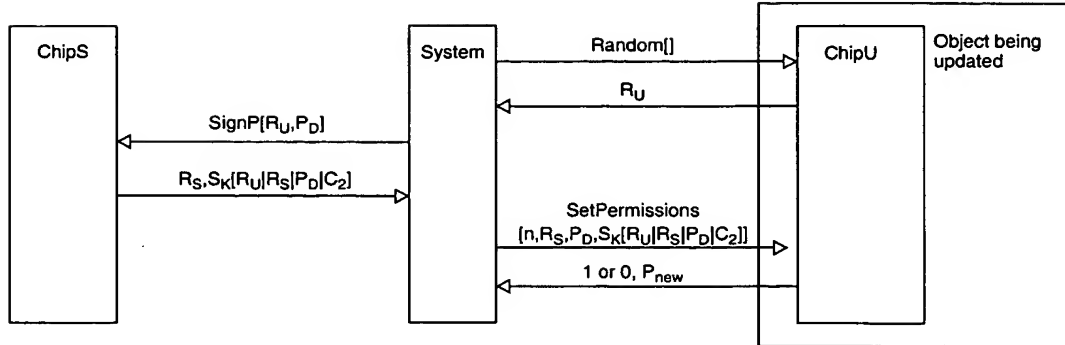 ChipS
System
ChipU
Object being
updated
Random[]
R_U
SignP[R_U,P_D]
R_S,S_K[R_U|R_S|P_D|C_2]
SetPermissions
[n,R_S,P_D,S_K[R_U|R_S|P_D|C_2]]
1 or 0, P_new